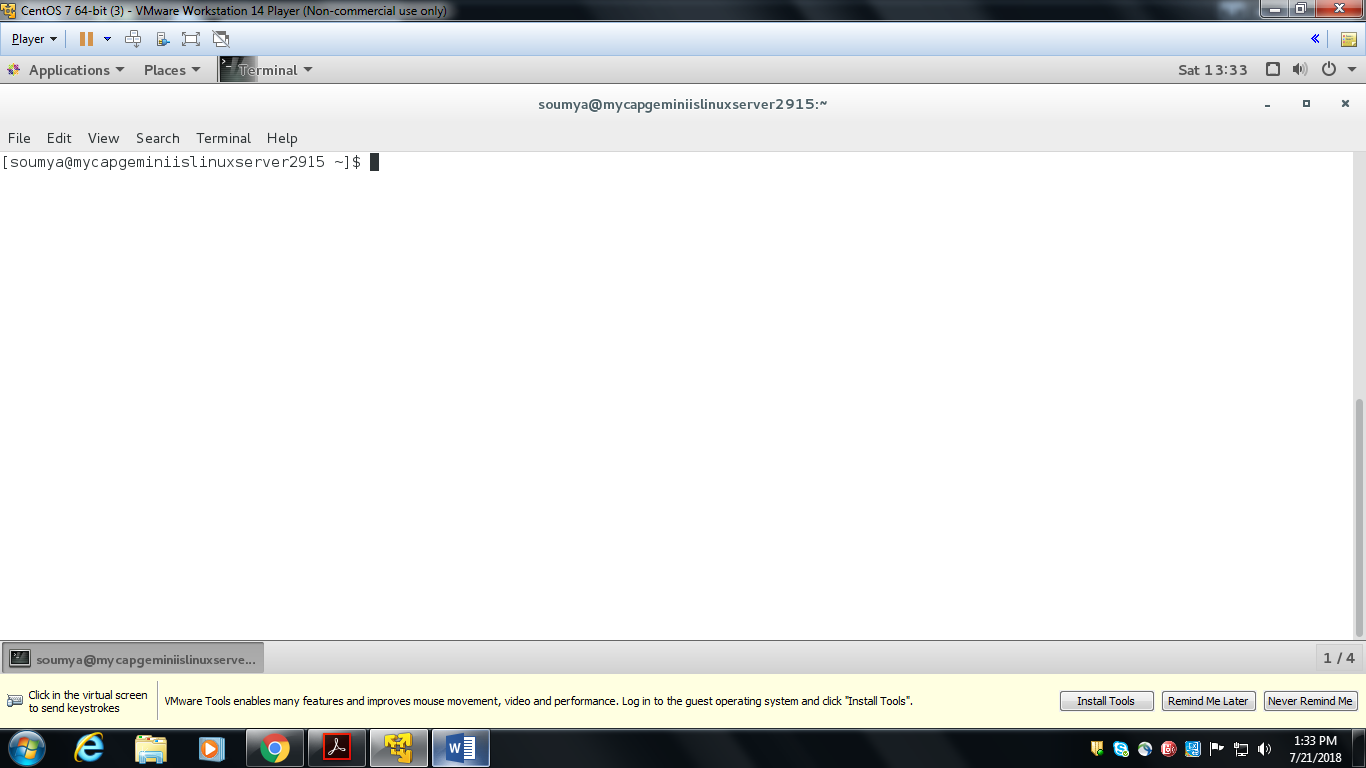 CentOS 7 64-bit (3) - VMware Workstation 14 Player (Non-commercial use only)
Player
Applications Places Terminal Sat 13:33
soumya@mycapgeminiislinuxserver2915:~
File Edit View Search Terminal Help
[soumya@mycapgeminiislinuxserver2915 ~]$
soumya@mycapgeminiislinuxserve... 1 / 4
Click in the virtual screen
to send keystrokes
VMware Tools enables many features and improves mouse movement, video and performance. Log in to the guest operating system and click "Install Tools".
Install Tools Remind Me Later Never Remind Me
1:33 PM
7/21/2018